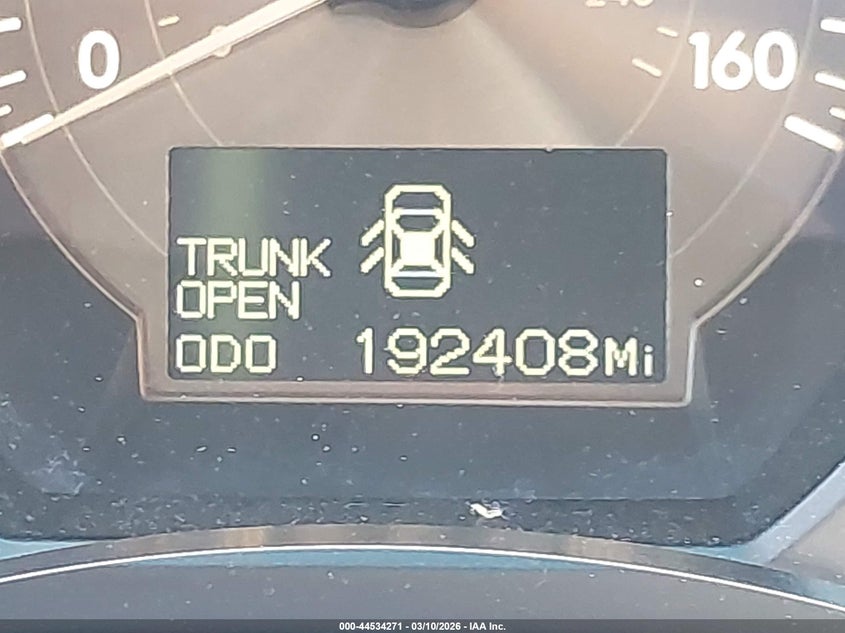 0
160
TRUNK
OPEN
ODO 192408Mi
000-44534271 - 03/10/2026 - IAA Inc.